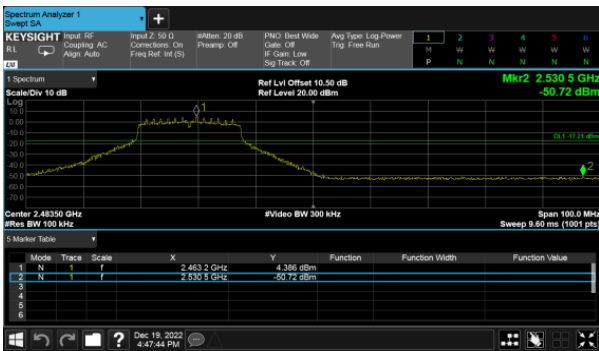 Spectrum Analyzer 1
Swept SA
+
KEYSIGHT Input: RF Input Z: 50 Ω #Atten: 20 dB PNO: Best Wide Avg Type: Log-Power 1 2 3 4 5 6
RL Coupling: AC Corrections: On Preamp: Off Gate: Off Trig: Free Run M W W W W W
Align: Auto Freq Ref: Int (S) IF Gain: Low P N N N N N
LXI Sig Track: Off
1 Spectrum Ref Lvl Offset 10.50 dB Mkr2 2.530 5 GHz
Scale/Div 10 dB Ref Level 20.00 dBm -50.72 dBm
Log
10.0
0.00
-10.0
-20.0
-30.0
-40.0
-50.0
-60.0
-70.0
1
DL1 -17.21 dBm
2
Center 2.48350 GHz #Video BW 300 kHz Span 100.0 MHz
#Res BW 100 kHz Sweep 9.60 ms (1001 pts)
5 Marker Table
Mode Trace Scale X Y Function Function Width Function Value
1 N 1 f 2.463 2 GHz 4.386 dBm
2 N 1 f 2.530 5 GHz -50.72 dBm
3
4
5
6
? Dec 19, 2022
4:47:44 PM